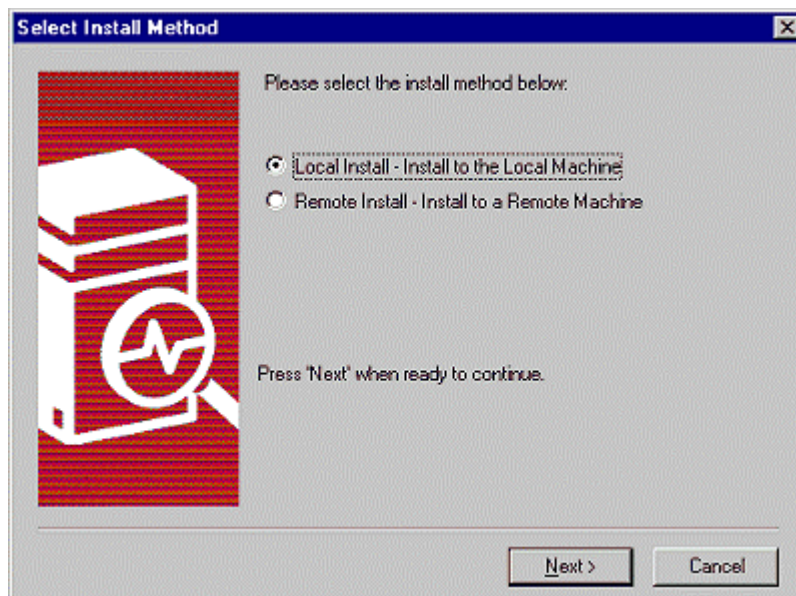 Select Install Method
Please select the install method below:
Local Install - Install to the Local Machine
Remote Install - Install to a Remote Machine
Press 'Next' when ready to continue.
Next >
Cancel